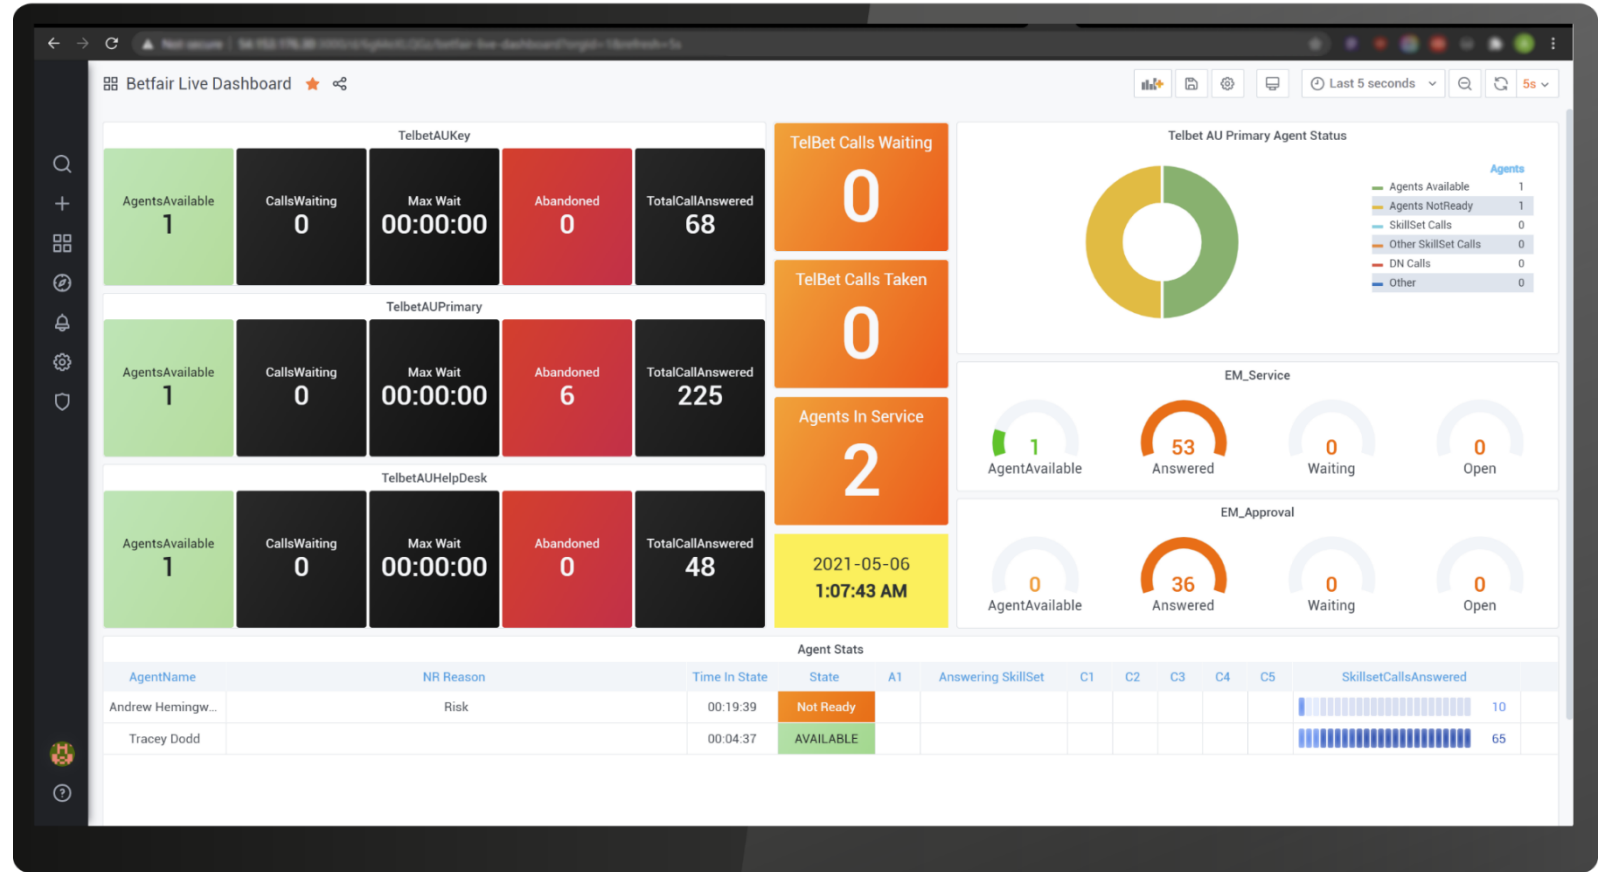 Not secure
Betfair Live Dashboard
Last 5 seconds
5s
TelbetAUKey
AgentsAvailable
1
CallsWaiting
0
Max Wait
00:00:00
Abandoned
0
TotalCallAnswered
68
TelbetAUPrimary
AgentsAvailable
1
CallsWaiting
0
Max Wait
00:00:00
Abandoned
6
TotalCallAnswered
225
TelbetAUHelpDesk
AgentsAvailable
1
CallsWaiting
0
Max Wait
00:00:00
Abandoned
0
TotalCallAnswered
48
TelBet Calls Waiting
0
TelBet Calls Taken
0
Agents In Service
2
2021-05-06
1:07:43 AM
Telbet AU Primary Agent Status
Agents
Agents Available 1
Agents NotReady 1
SkillSet Calls 0
Other SkillSet Calls 0
DN Calls 0
Other 0
EM_Service
1
AgentAvailable
53
Answered
0
Waiting
0
Open
EM_Approval
0
AgentAvailable
36
Answered
0
Waiting
0
Open
Agent Stats
AgentName NR Reason Time In State State A1 Answering SkillSet C1 C2 C3 C4 C5 SkillsetCallsAnswered
Andrew Hemingw... Risk 00:19:39 Not Ready 10
Tracey Dodd 00:04:37 AVAILABLE 65